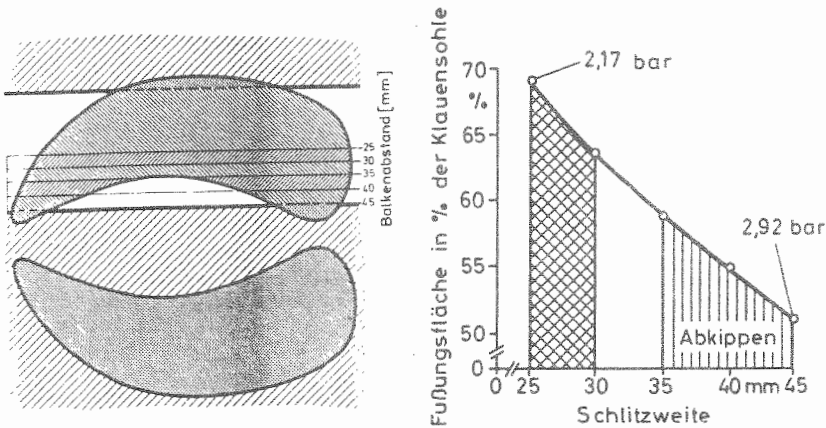 Balkenabstand [mm]
25
30
35
40
45
Fußungsfläche in % der Klauensohle
70
%
65
60
55
50
0
2,17 bar
2,92 bar
Abkippen
0 25 30 35 40 mm 45
Schlitzweite